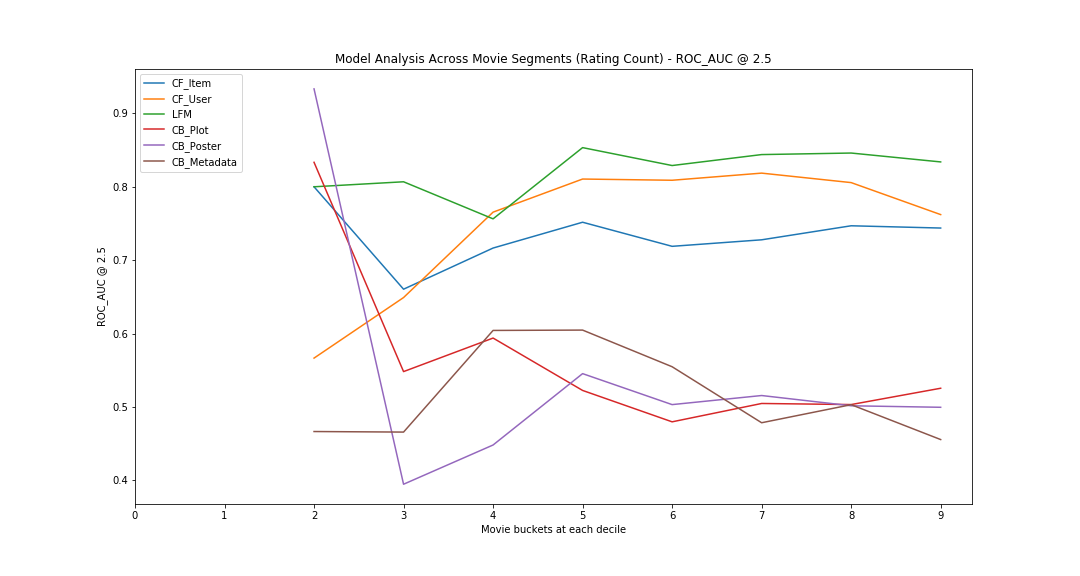 Model Analysis Across Movie Segments (Rating Count) - ROC_AUC @ 2.5
CF_Item
CF_User
LFM
CB_Plot
CB_Poster
CB_Metadata
ROC_AUC @ 2.5
0.9
0.8
0.7
0.6
0.5
0.4
0 1 2 3 4 5 6 7 8 9
Movie buckets at each decile